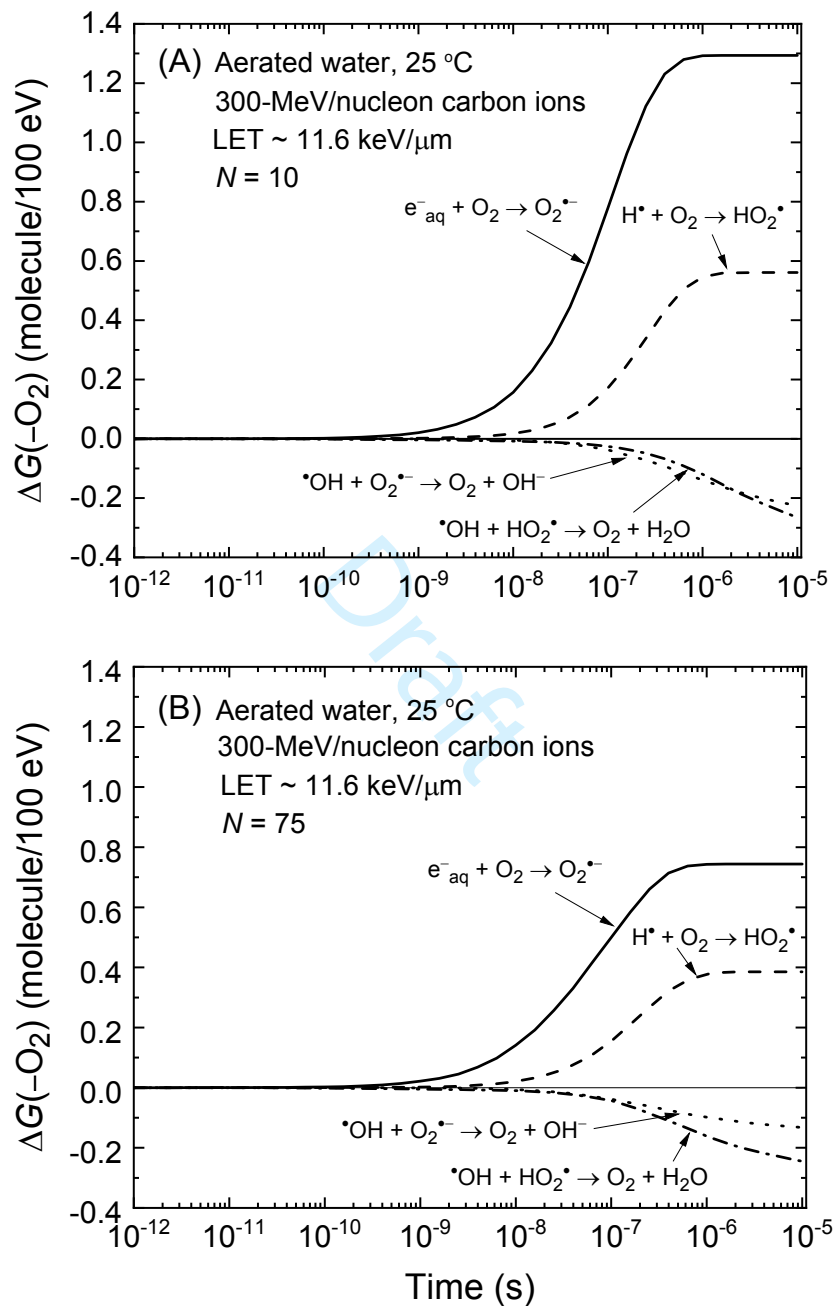 1.4
(A) Aerated water, 25 °C
1.2
300-MeV/nucleon carbon ions
1.0
LET ~ 11.6 keV/μm
N = 10
0.8
e⁻aq + O₂ → O₂•⁻
H• + O₂ → HO₂•
0.6
0.4
0.2
0.0
•OH + O₂•⁻ → O₂ + OH⁻
-0.2
•OH + HO₂• → O₂ + H₂O
-0.4
ΔG(–O₂) (molecule/100 eV)
10⁻¹² 10⁻¹¹ 10⁻¹⁰ 10⁻⁹ 10⁻⁸ 10⁻⁷ 10⁻⁶ 10⁻⁵
Draft
1.4
(B) Aerated water, 25 °C
1.2
300-MeV/nucleon carbon ions
1.0
LET ~ 11.6 keV/μm
N = 75
0.8
e⁻aq + O₂ → O₂•⁻
0.6
H• + O₂ → HO₂•
0.4
0.2
0.0
•OH + O₂•⁻ → O₂ + OH⁻
-0.2
•OH + HO₂• → O₂ + H₂O
-0.4
ΔG(–O₂) (molecule/100 eV)
10⁻¹² 10⁻¹¹ 10⁻¹⁰ 10⁻⁹ 10⁻⁸ 10⁻⁷ 10⁻⁶ 10⁻⁵
Time (s)